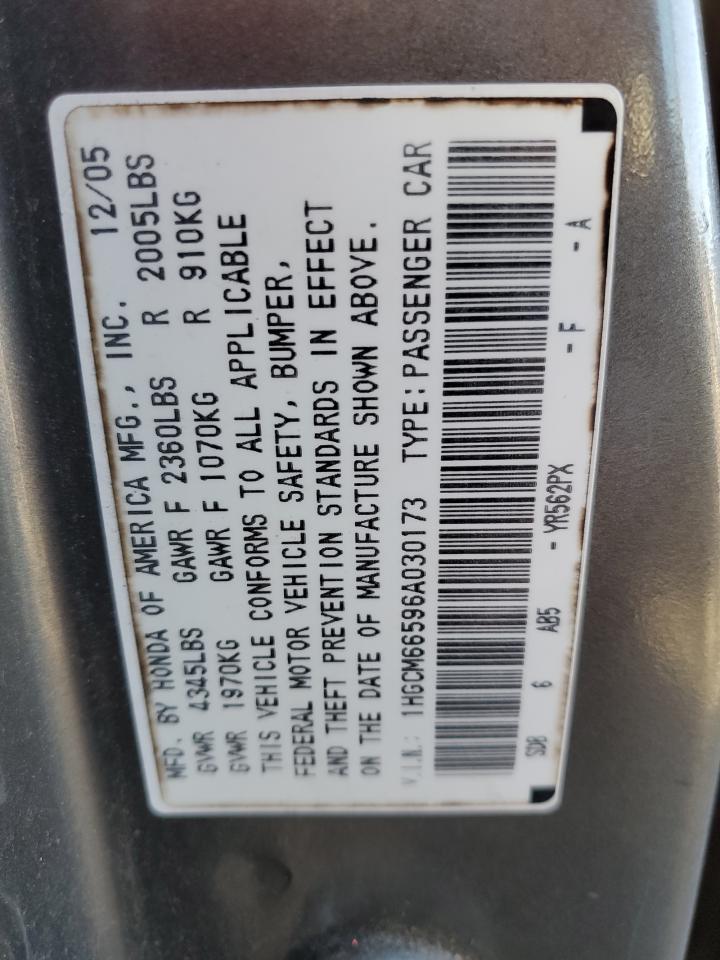 MFD. BY HONDA OF AMERICA MFG., INC. 12/05
GVWR 4345LBS GAWR F 2360LBS R 2005LBS
GVWR 1970KG GAWR F 1070KG R 910KG
THIS VEHICLE CONFORMS TO ALL APPLICABLE
FEDERAL MOTOR VEHICLE SAFETY, BUMPER,
AND THEFT PREVENTION STANDARDS IN EFFECT
ON THE DATE OF MANUFACTURE SHOWN ABOVE.
V.I.N.: 1HGCM66596A030173 TYPE:PASSENGER CAR
SDB 6 AB5 - YR562PX - F - A